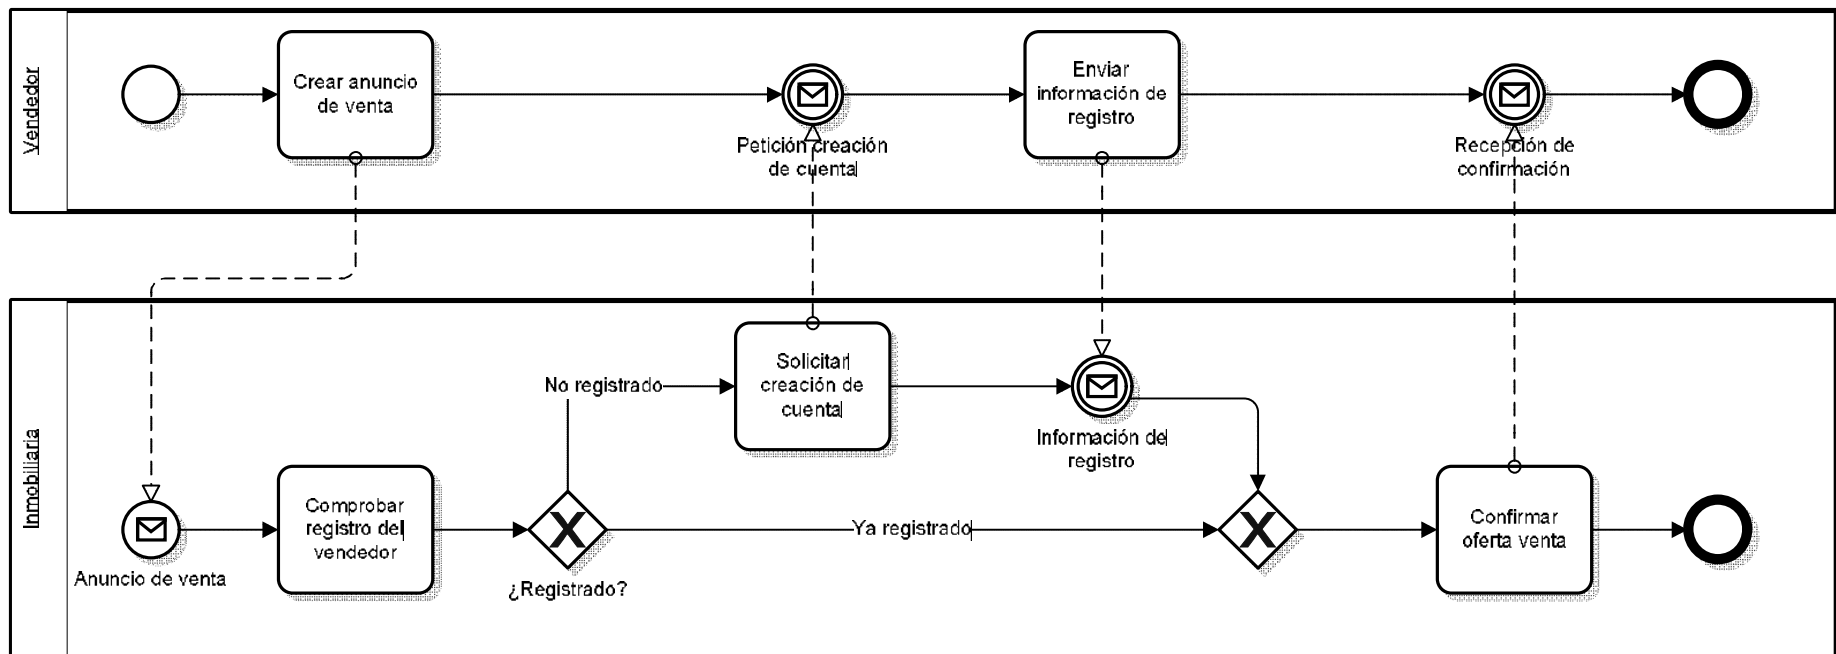 Vendedor
Crear anuncio
de venta
Petición creación
de cuenta
Enviar
información de
registro
Recepción de
confirmación
Inmobiliaria
Anuncio de venta
Comprobar
registro del
vendedor
¿Registrado?
No registrado
Solicitar
creación de
cuenta
Información de
registro
Ya registrado
Confirmar
oferta venta